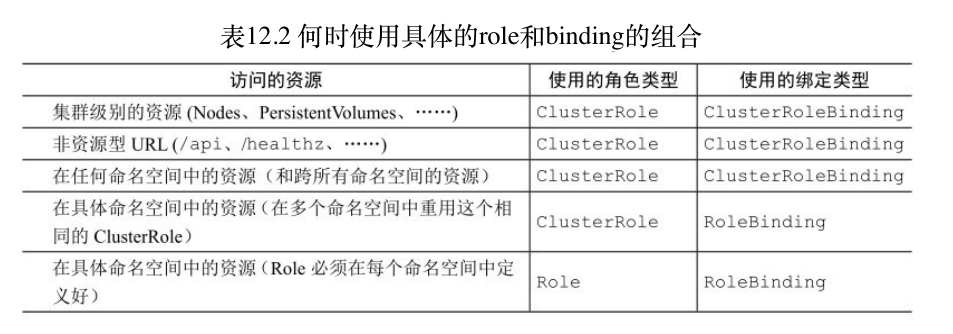 表12.2 何时使用具体的role和binding的组合
访问的资源 使用的角色类型 使用的绑定类型
集群级别的资源 (Nodes、PersistentVolumes、……) ClusterRole ClusterRoleBinding
非资源型 URL (/api、/healthz、……) ClusterRole ClusterRoleBinding
在任何命名空间中的资源（和跨所有命名空间的资源） ClusterRole ClusterRoleBinding
在具体命名空间中的资源（在多个命名空间中重用这个相
同的 ClusterRole） ClusterRole RoleBinding
在具体命名空间中的资源（Role 必须在每个命名空间中定
义好） Role RoleBinding